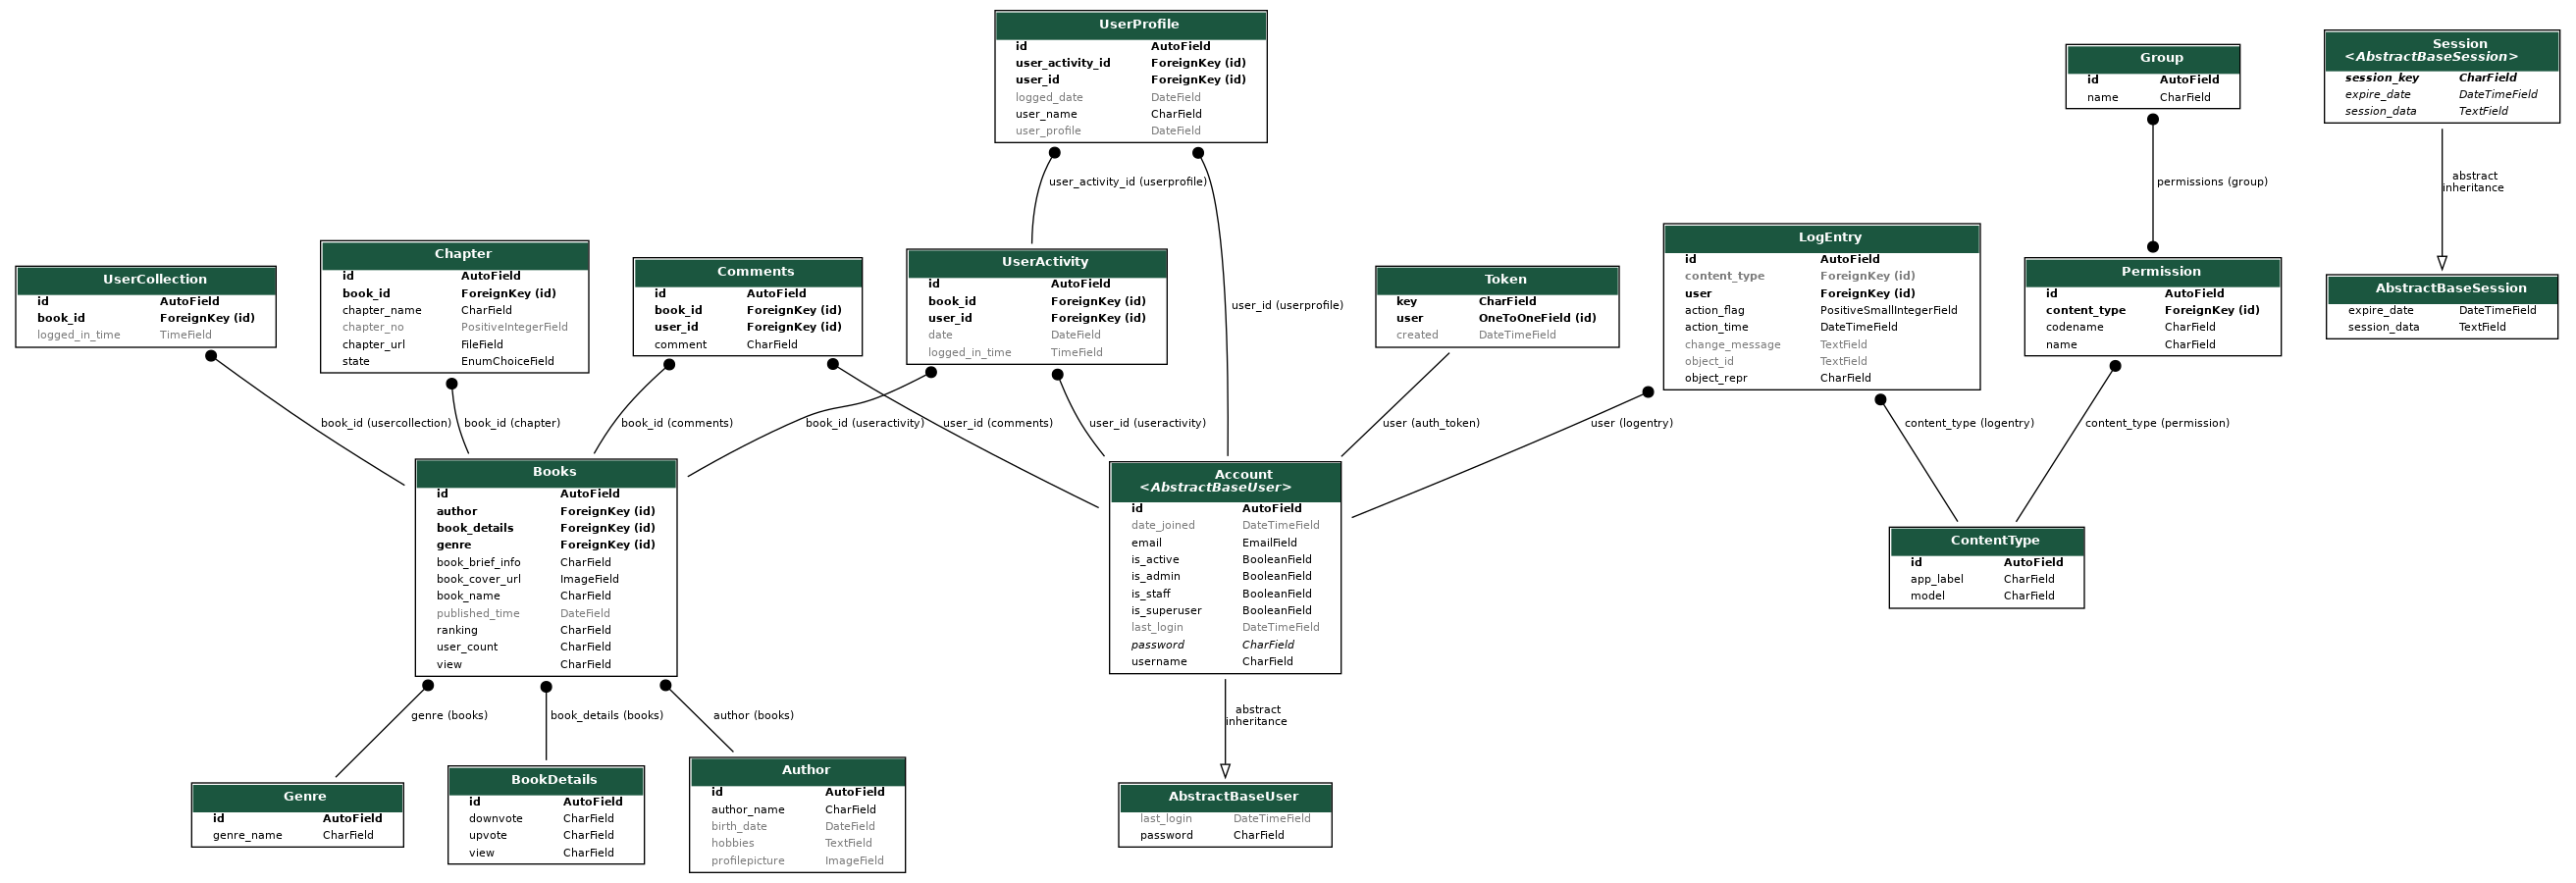 UserProfile
id AutoField
user_activity_id ForeignKey (id)
user_id ForeignKey (id)
logged_date DateField
user_name CharField
user_profile DateField
Group
id AutoField
name CharField
Session
<AbstractBaseSession>
session_key CharField
expire_date DateTimeField
session_data TextField
user_activity_id (userprofile)
user_id (userprofile)
permissions (group)
abstract
inheritance
UserCollection
id AutoField
book_id ForeignKey (id)
logged_in_time TimeField
Chapter
id AutoField
book_id ForeignKey (id)
chapter_name CharField
chapter_no PositiveIntegerField
chapter_url FileField
state EnumChoiceField
Comments
id AutoField
book_id ForeignKey (id)
user_id ForeignKey (id)
comment CharField
UserActivity
id AutoField
book_id ForeignKey (id)
user_id ForeignKey (id)
date DateField
logged_in_time TimeField
Token
key CharField
user OneToOneField (id)
created DateTimeField
LogEntry
id AutoField
content_type ForeignKey (id)
user ForeignKey (id)
action_flag PositiveSmallIntegerField
action_time DateTimeField
change_message TextField
object_id TextField
object_repr CharField
Permission
id AutoField
content_type ForeignKey (id)
codename CharField
name CharField
AbstractBaseSession
expire_date DateTimeField
session_data TextField
book_id (usercollection)
book_id (chapter)
book_id (comments)
book_id (useractivity)
user_id (comments)
user_id (useractivity)
user (auth_token)
user (logentry)
content_type (logentry)
content_type (permission)
Books
id AutoField
author ForeignKey (id)
book_details ForeignKey (id)
genre ForeignKey (id)
book_brief_info CharField
book_cover_url ImageField
book_name CharField
published_time DateField
ranking CharField
user_count CharField
view CharField
Account
<AbstractBaseUser>
id AutoField
date_joined DateTimeField
email EmailField
is_active BooleanField
is_admin BooleanField
is_staff BooleanField
is_superuser BooleanField
last_login DateTimeField
password CharField
username CharField
ContentType
id AutoField
app_label CharField
model CharField
genre (books)
book_details (books)
author (books)
abstract
inheritance
Genre
id AutoField
genre_name CharField
BookDetails
id AutoField
downvote CharField
upvote CharField
view CharField
Author
id AutoField
author_name CharField
birth_date DateField
hobbies TextField
profilepicture ImageField
AbstractBaseUser
last_login DateTimeField
password CharField